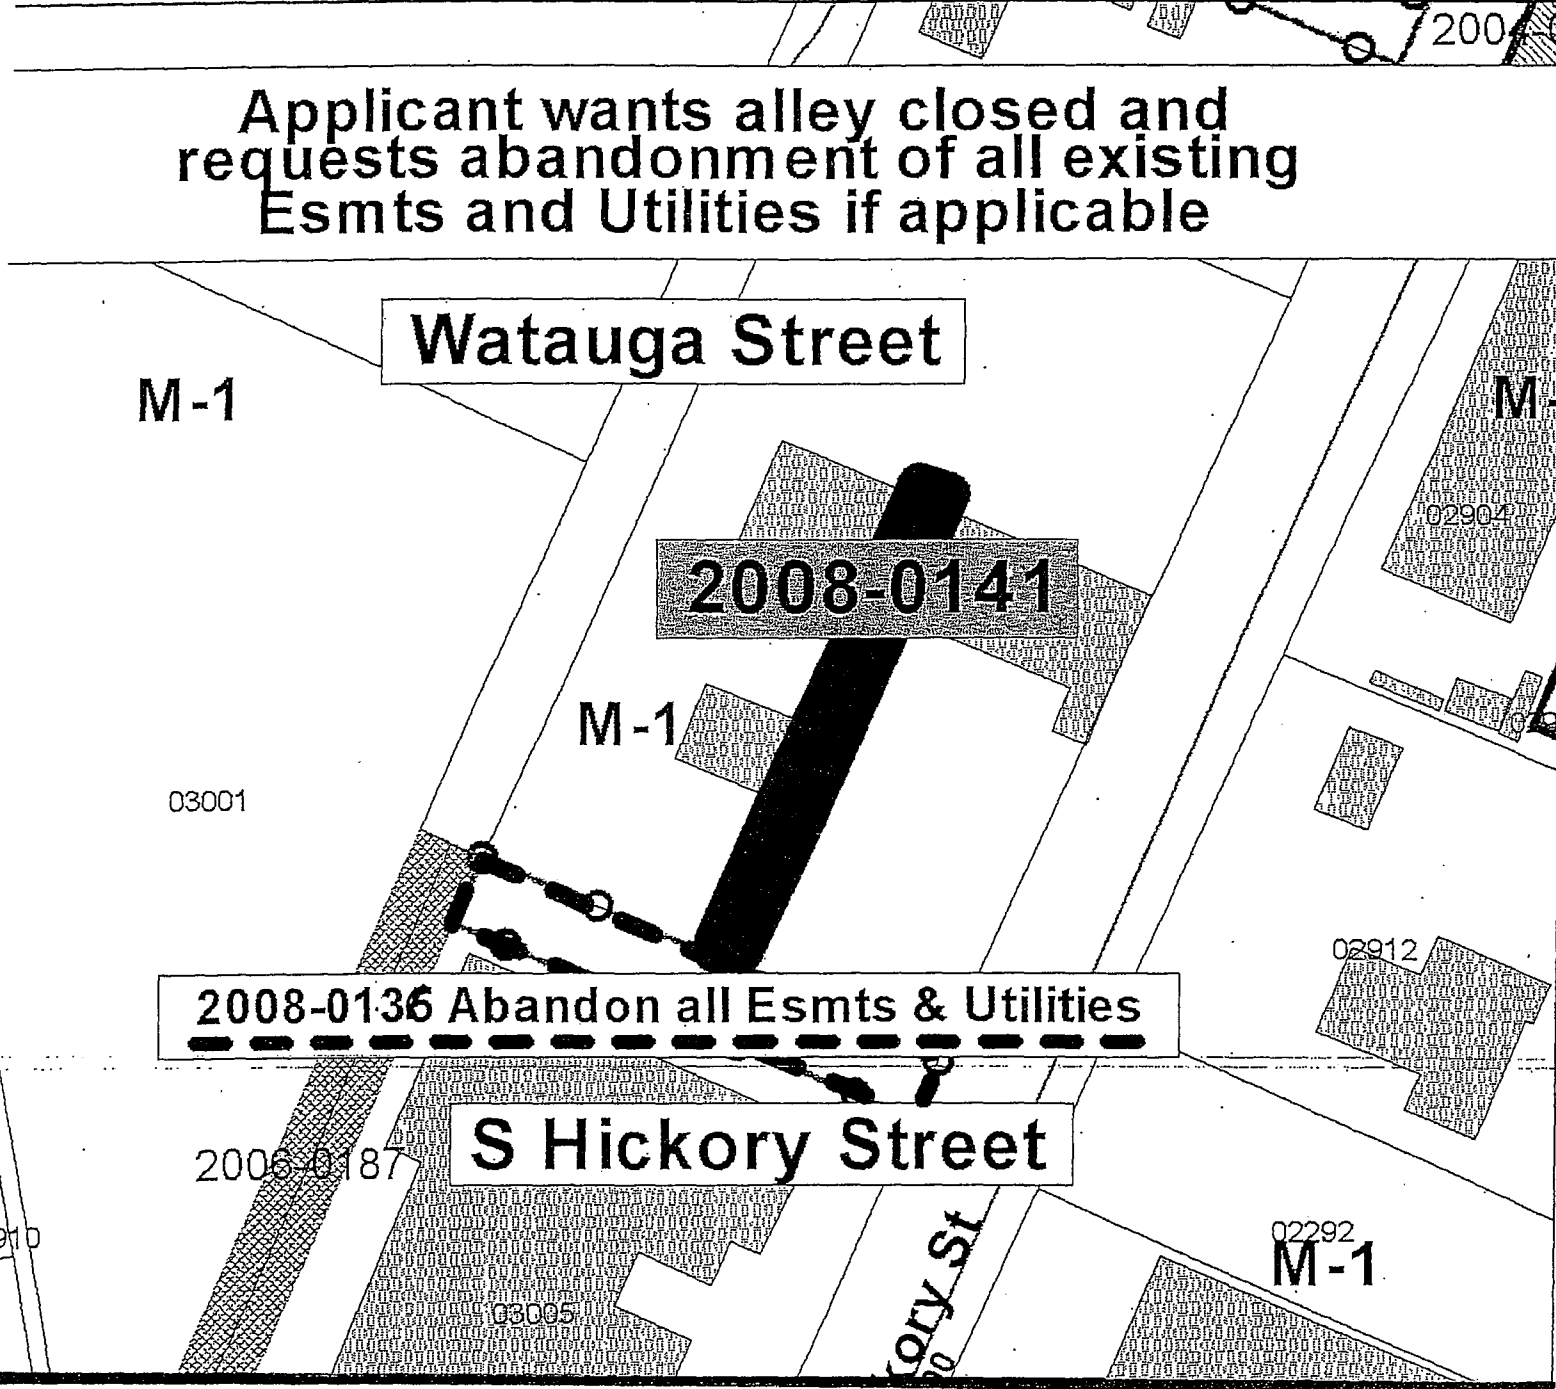 Applicant wants alley closed and
requests abandonment of all existing
Esmts and Utilities if applicable
Watauga Street
M-1
02904
2008-0141
M-1
03001
02912
2008-0136 Abandon all Esmts & Utilities
S Hickory Street
2006-0187
02292
M-1
03005